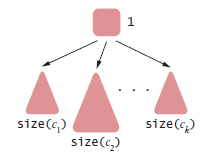 1
. . .
size(c₁) size(cₖ)
size(c₂)